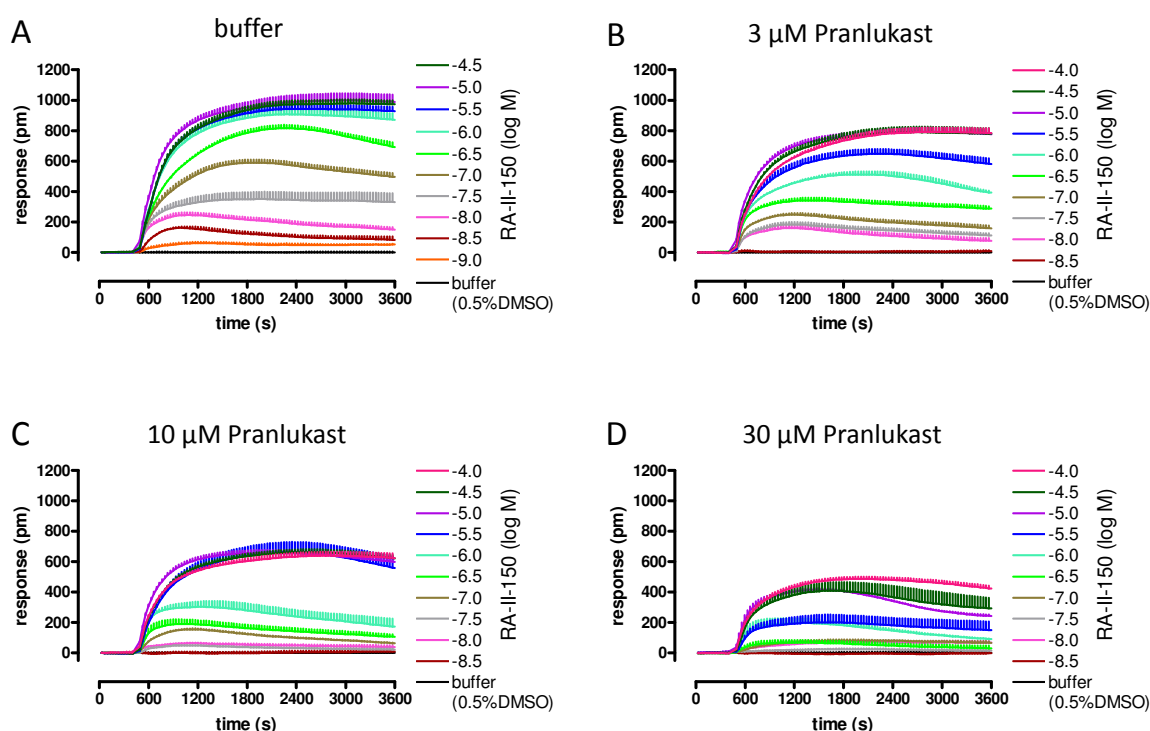 A
buffer
1200
1000
800
600
400
200
0
response (pm)
0 600 1200 1800 2400 3000 3600
time (s)
-4.5
-5.0
-5.5
-6.0
-6.5
-7.0
-7.5
-8.0
-8.5
-9.0
buffer
(0.5%DMSO)
RA-II-150 (log M)
B
3 µM Pranlukast
1200
1000
800
600
400
200
0
response (pm)
0 600 1200 1800 2400 3000 3600
time (s)
-4.0
-4.5
-5.0
-5.5
-6.0
-6.5
-7.0
-7.5
-8.0
-8.5
buffer
(0.5%DMSO)
RA-II-150 (log M)
C
10 µM Pranlukast
1200
1000
800
600
400
200
0
response (pm)
0 600 1200 1800 2400 3000 3600
time (s)
-4.0
-4.5
-5.0
-5.5
-6.0
-6.5
-7.0
-7.5
-8.0
-8.5
buffer
(0.5%DMSO)
RA-II-150 (log M)
D
30 µM Pranlukast
1200
1000
800
600
400
200
0
response (pm)
0 600 1200 1800 2400 3000 3600
time (s)
-4.0
-4.5
-5.0
-5.5
-6.0
-6.5
-7.0
-7.5
-8.0
-8.5
buffer
(0.5%DMSO)
RA-II-150 (log M)